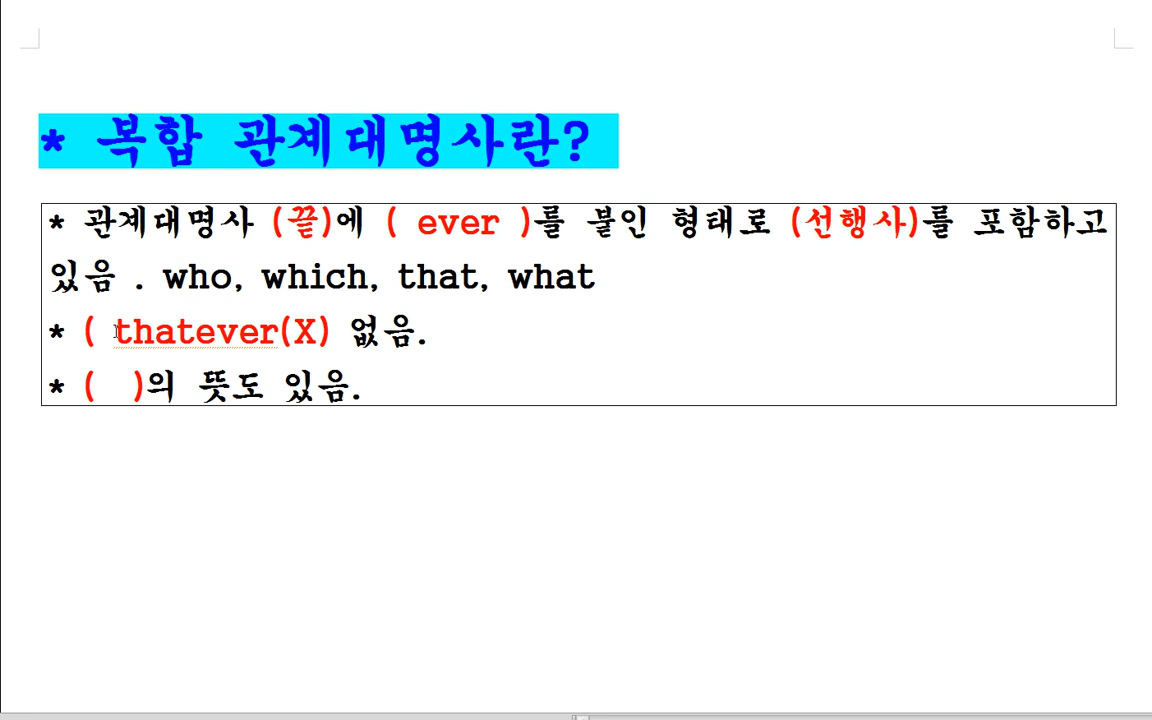 * 복합 관계대명사란?
* 관계대명사 (끝)에 ( ever )를 붙인 형태로 (선행사)를 포함하고
있음 . who, which, that, what
* ( thatever(X) 없음.
* (  )의 뜻도 있음.